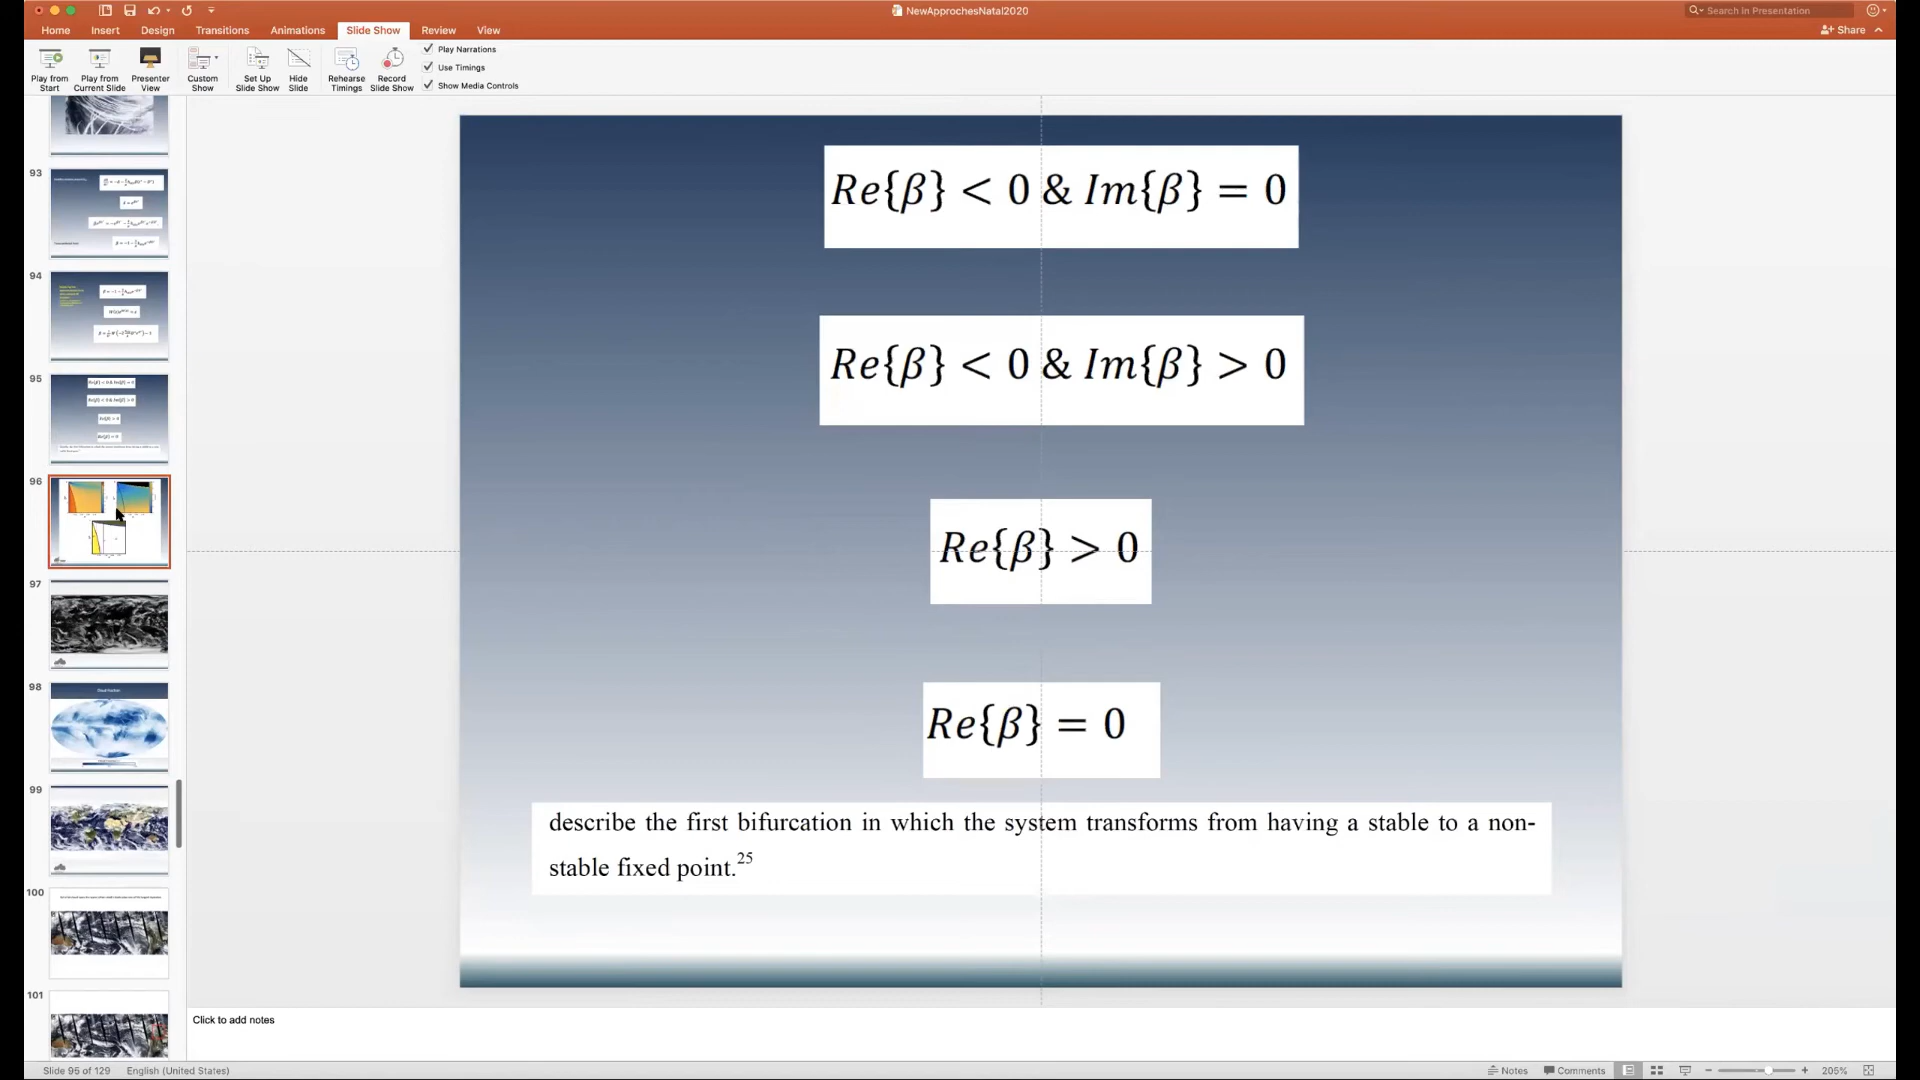 NewApprochesNatal2020
Search in Presentation
Home Insert Design Transitions Animations Slide Show Review View
Share
Play from Start
Play from Current Slide
Presenter View
Custom Show
Set Up Slide Show
Hide Slide
Rehearse Timings
Record Slide Show
Play Narrations
Use Timings
Show Media Controls
93
94
95
96
97
98
99
100
101
Re{β} < 0 & Im{β} = 0
Re{β} < 0 & Im{β} > 0
Re{β} > 0
Re{β} = 0
describe the first bifurcation in which the system transforms from having a stable to a non-
stable fixed point.25
Click to add notes
Slide 95 of 129 English (United States)
Notes Comments 205%